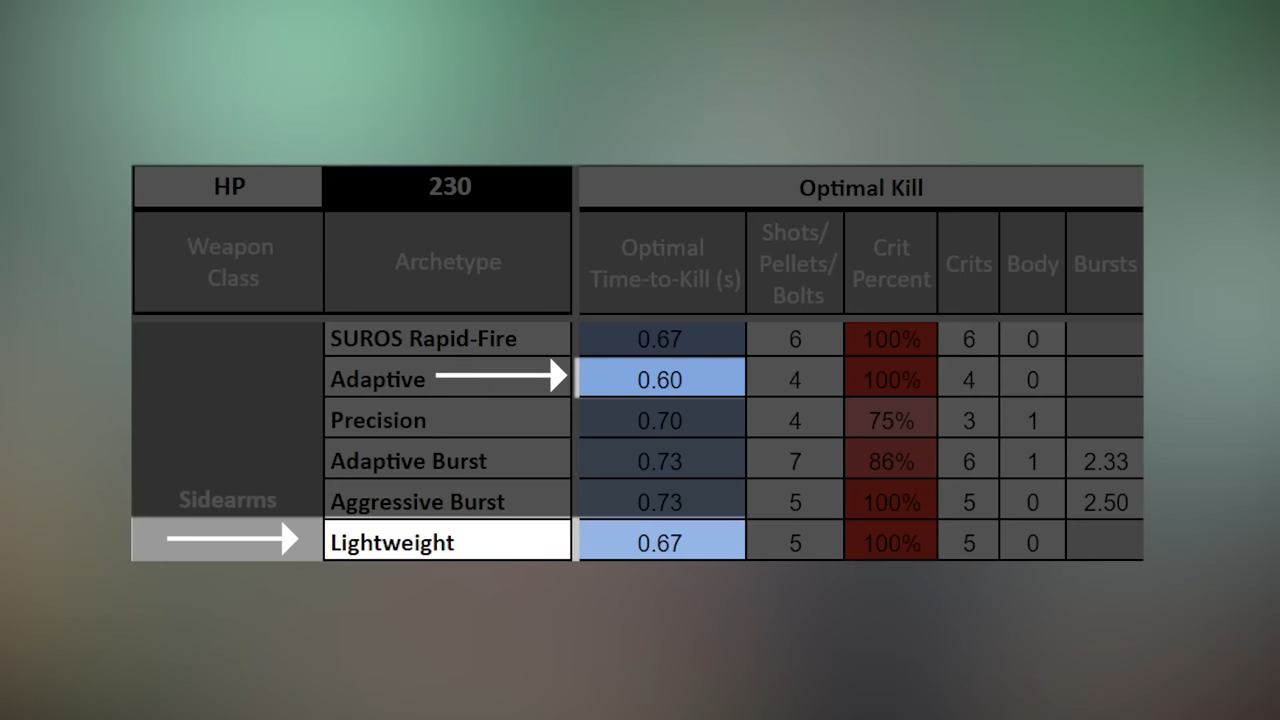 HP 230 Optimal Kill
Weapon Class Archetype Optimal Time-to-Kill (s) Shots/ Pellets/ Bolts Crit Percent Crits Body Bursts
SUROS Rapid-Fire 0.67 6 100% 6 0
Adaptive 0.60 4 100% 4 0
Precision 0.70 4 75% 3 1
Adaptive Burst 0.73 7 86% 6 1 2.33
Sidearms Aggressive Burst 0.73 5 100% 5 0 2.50
Lightweight 0.67 5 100% 5 0